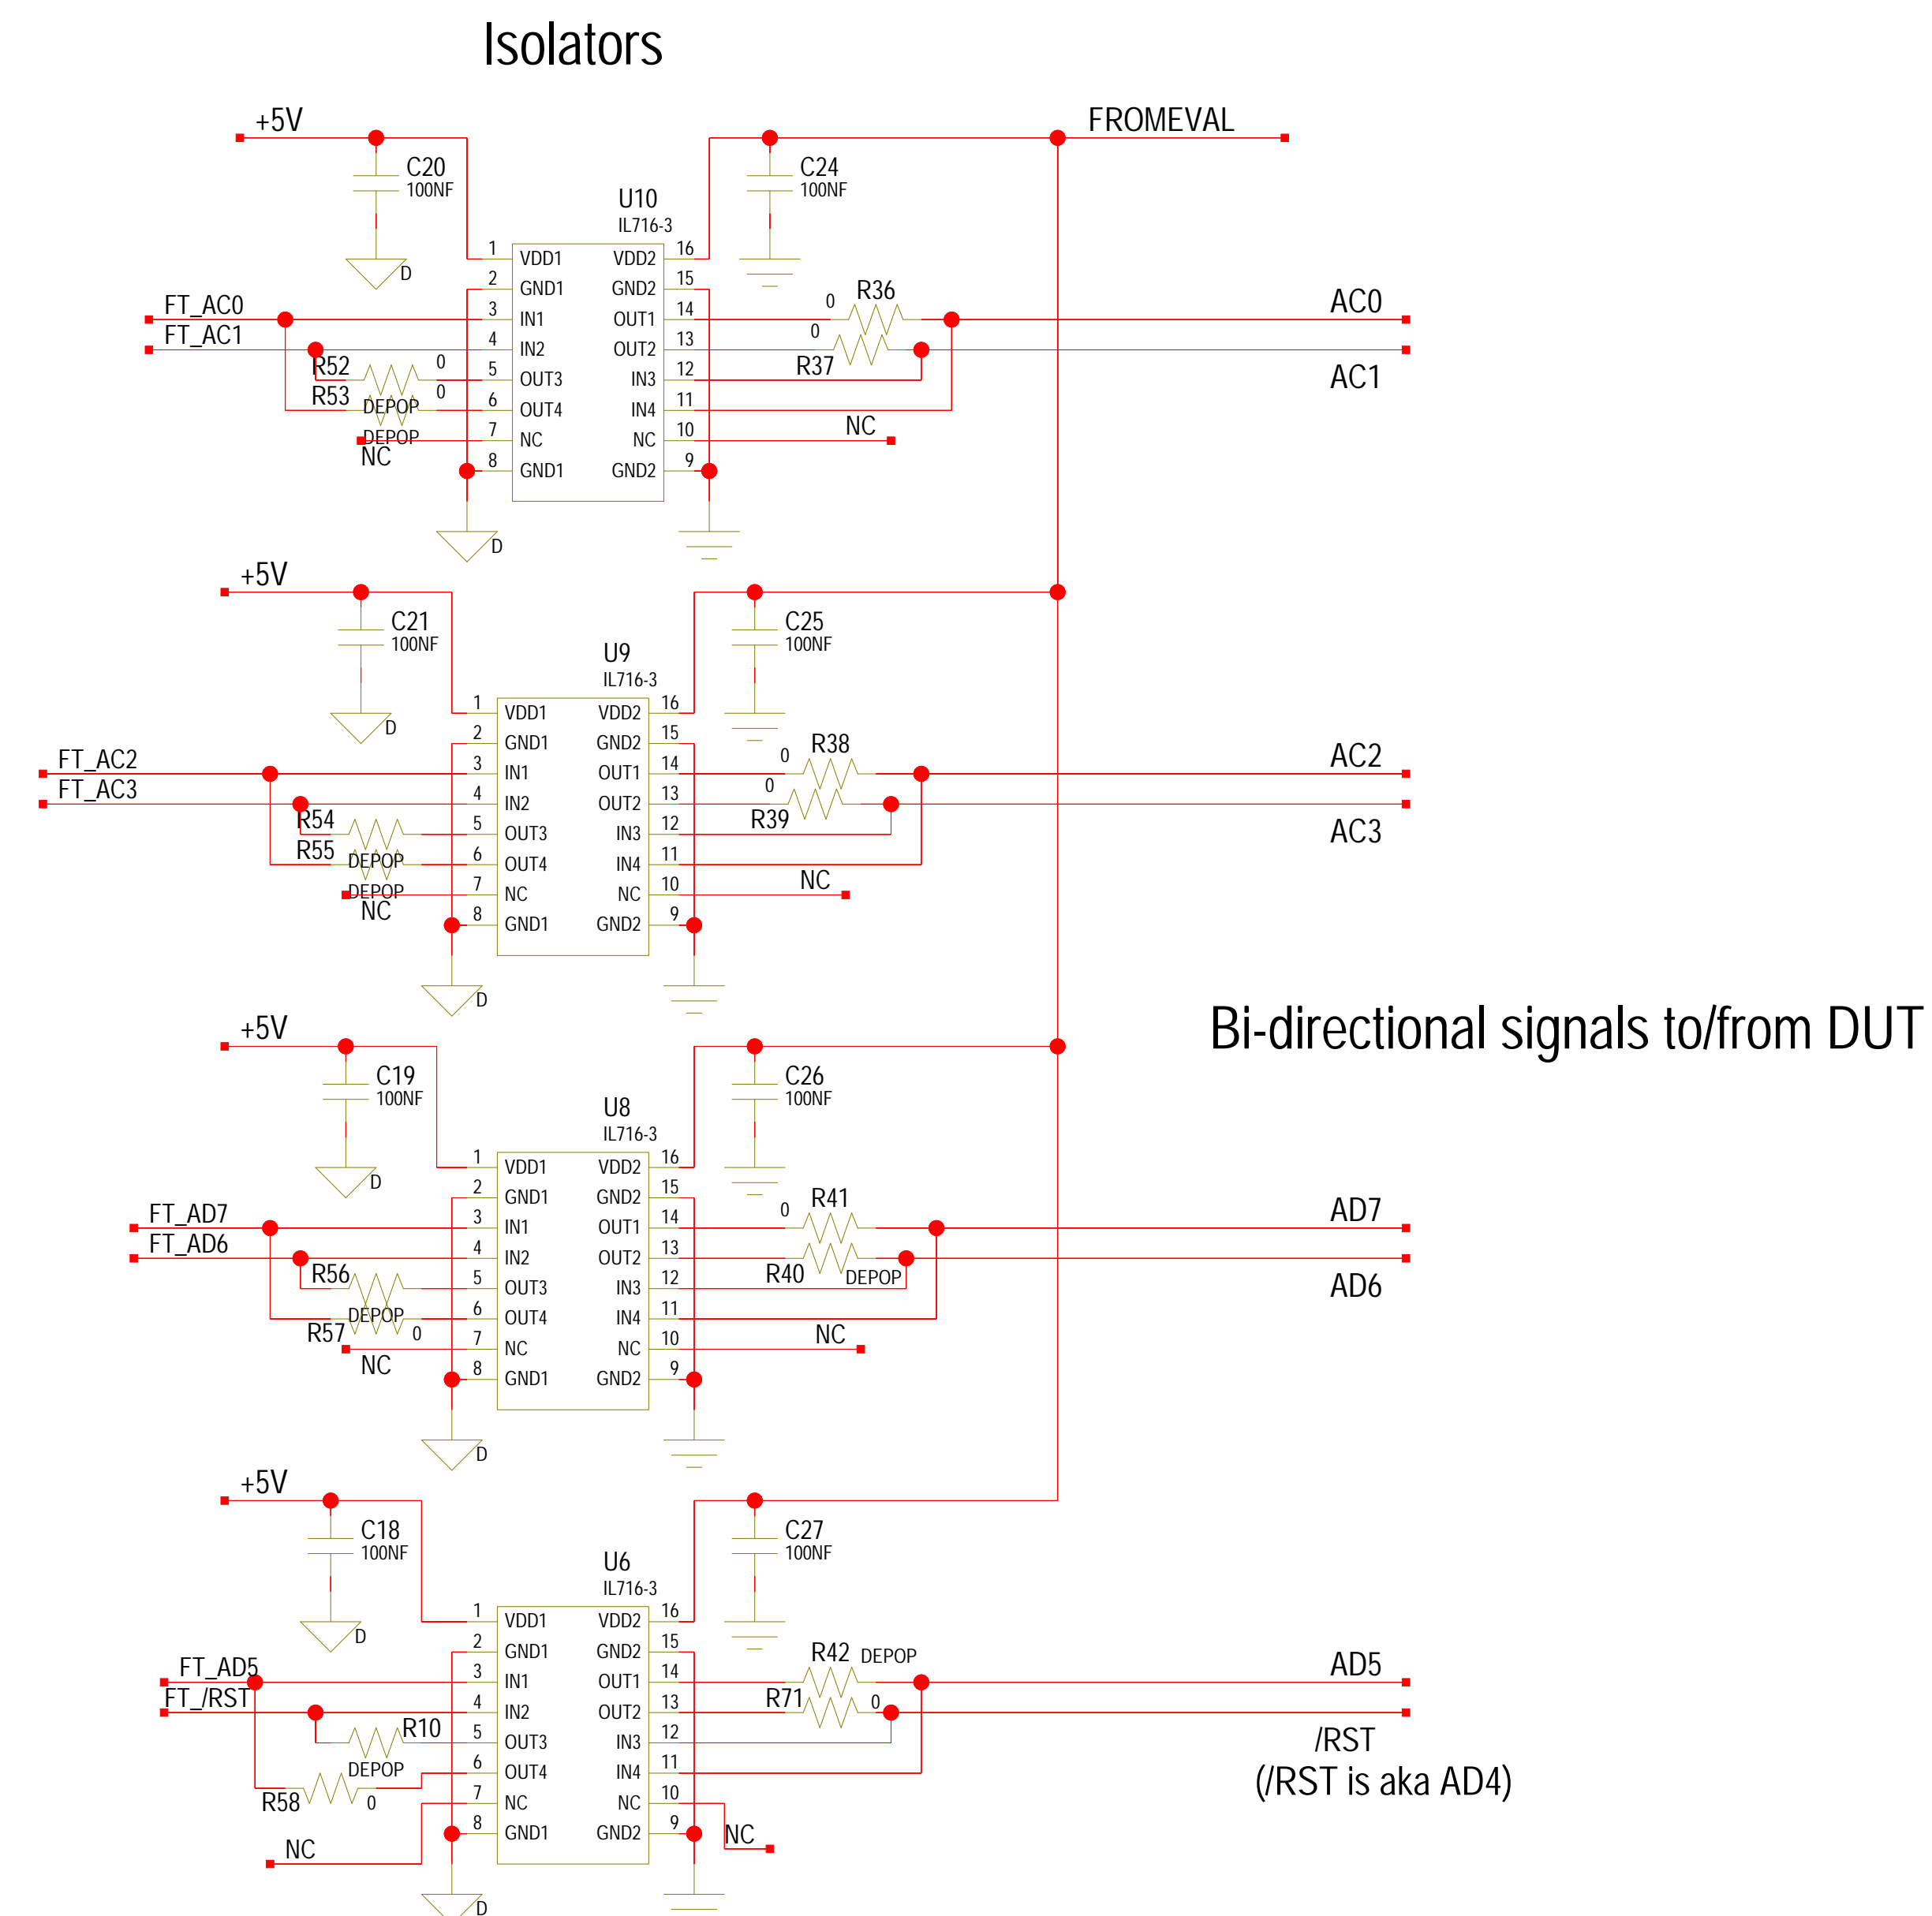 Isolators
+5V
FROMEVAL
C20
100NF
C24
100NF
U10
IL716-3
D
1 VDD1 VDD2 16
2 GND1 GND2 15
FT_AC0 3 IN1 OUT1 14 0 R36 AC0
FT_AC1 4 IN2 OUT2 13 0 R37 AC1
R52 0 5 OUT3 IN3 12
DEPOP
R53 0 6 OUT4 IN4 11
DEPOP
NC 7 NC NC 10 NC
8 GND1 GND2 9
D
+5V
C21
100NF
C25
100NF
U9
IL716-3
D
1 VDD1 VDD2 16
2 GND1 GND2 15
FT_AC2 3 IN1 OUT1 14 0 R38 AC2
FT_AC3 4 IN2 OUT2 13 0 R39 AC3
R54 5 OUT3 IN3 12
DEPOP
R55 6 OUT4 IN4 11
DEPOP
NC 7 NC NC 10 NC
8 GND1 GND2 9
D
Bi-directional signals to/from DUT
+5V
C19
100NF
C26
100NF
U8
IL716-3
D
1 VDD1 VDD2 16
2 GND1 GND2 15
FT_AD7 3 IN1 OUT1 14 0 R41 AD7
FT_AD6 4 IN2 OUT2 13 R40 DEPOP AD6
R56 5 OUT3 IN3 12
DEPOP
R57 0 6 OUT4 IN4 11
NC 7 NC NC 10 NC
8 GND1 GND2 9
D
+5V
C18
100NF
C27
100NF
U6
IL716-3
D
1 VDD1 VDD2 16
2 GND1 GND2 15
FT_AD5 3 IN1 OUT1 14 R42 DEPOP AD5
FT_/RST 4 IN2 OUT2 13 R71 0 /RST
(/RST is aka AD4)
R10 5 OUT3 IN3 12
DEPOP
R58 0 6 OUT4 IN4 11
NC 7 NC NC 10 NC
8 GND1 GND2 9
D